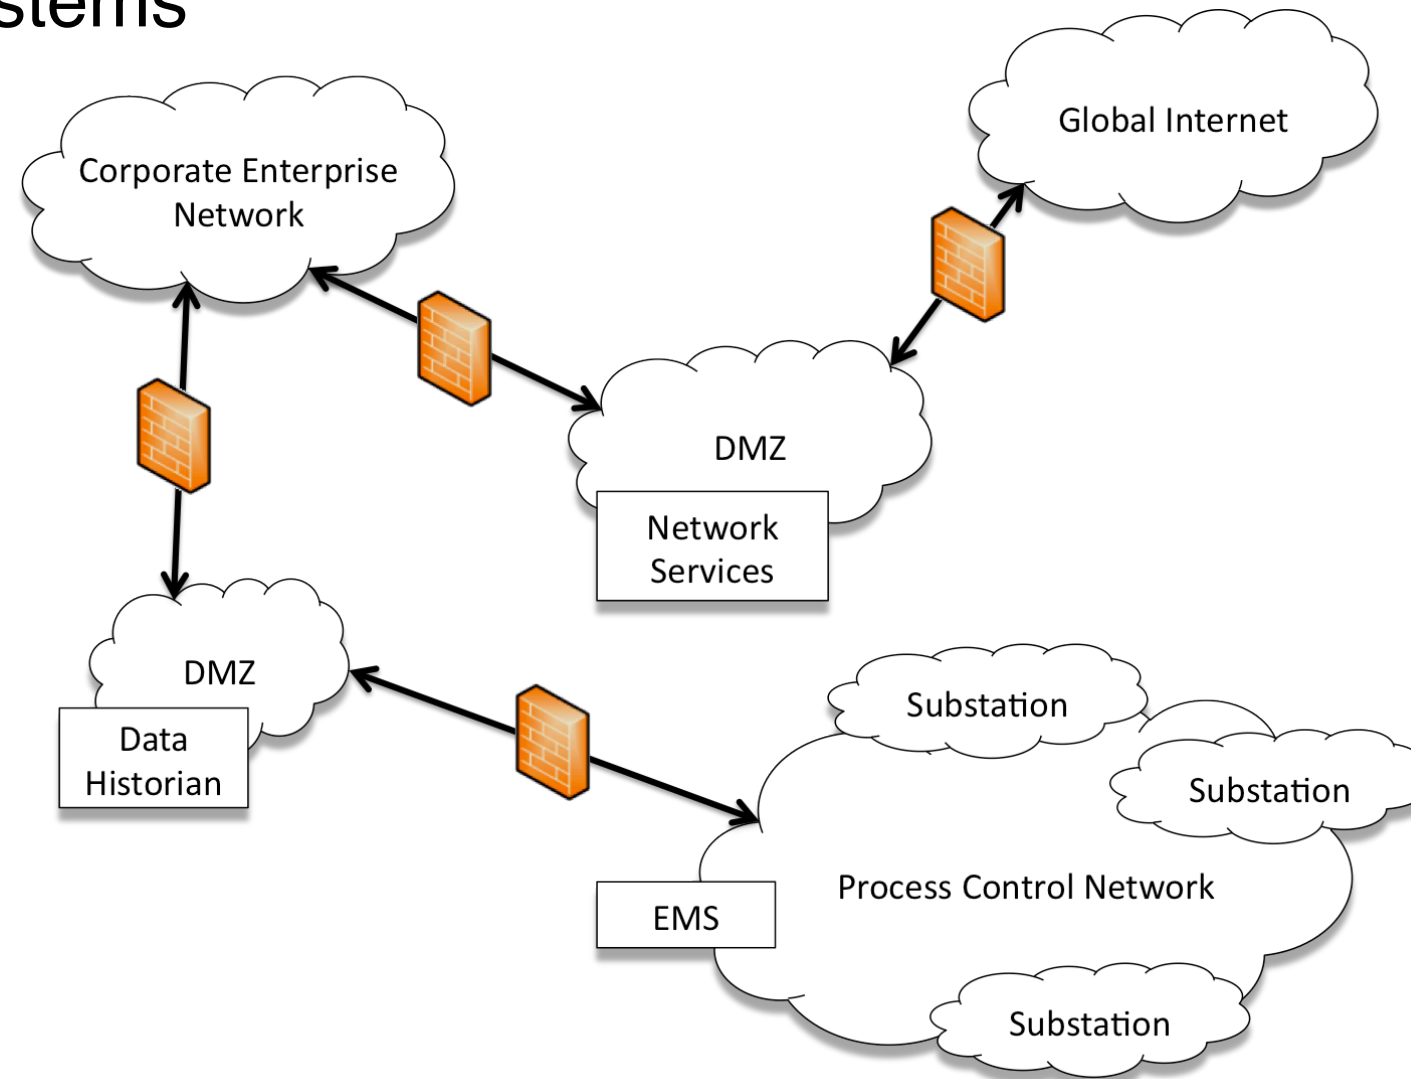 Global Internet
Corporate Enterprise
Network
DMZ
Network
Services
DMZ
Data
Historian
Substation
Substation
Process Control Network
EMS
Substation